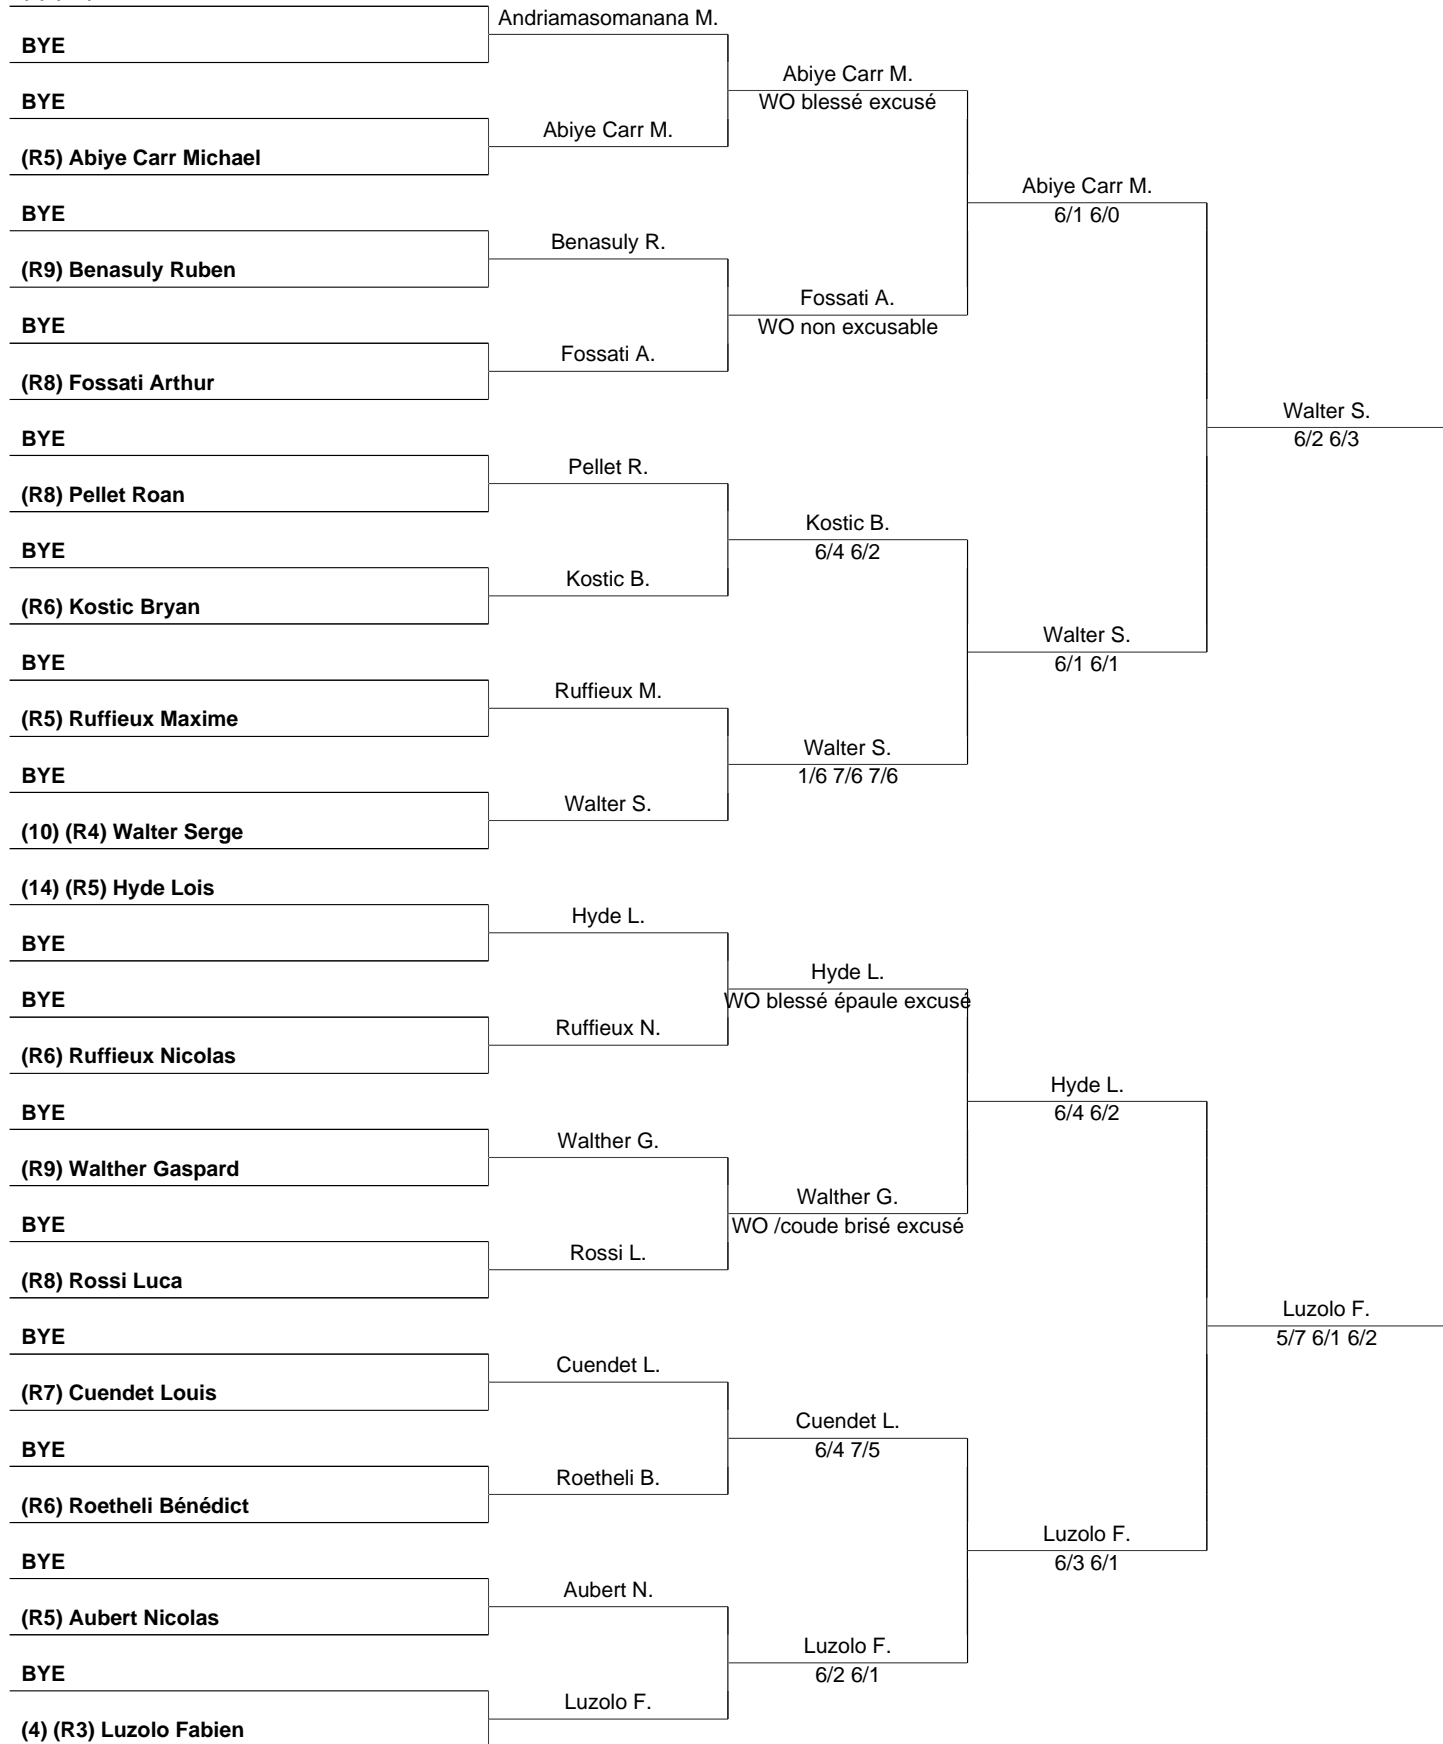 Andriamasomanana M.
BYE
Abiye Carr M.
BYE
WO blessé excusé
Abiye Carr M.
(R5) Abiye Carr Michael
Abiye Carr M.
BYE
6/1 6/0
Benasuly R.
(R9) Benasuly Ruben
Fossati A.
BYE
WO non excusable
Fossati A.
(R8) Fossati Arthur
Walter S.
BYE
6/2 6/3
Pellet R.
(R8) Pellet Roan
Kostic B.
BYE
6/4 6/2
Kostic B.
(R6) Kostic Bryan
Walter S.
BYE
6/1 6/1
Ruffieux M.
(R5) Ruffieux Maxime
Walter S.
BYE
1/6 7/6 7/6
Walter S.
(10) (R4) Walter Serge
(14) (R5) Hyde Lois
Hyde L.
BYE
Hyde L.
BYE
WO blessé épaule excusé
Ruffieux N.
(R6) Ruffieux Nicolas
Hyde L.
BYE
6/4 6/2
Walther G.
(R9) Walther Gaspard
Walther G.
BYE
WO /coude brisé excusé
Rossi L.
(R8) Rossi Luca
Luzolo F.
BYE
5/7 6/1 6/2
Cuendet L.
(R7) Cuendet Louis
Cuendet L.
BYE
6/4 7/5
Roetheli B.
(R6) Roetheli Bénédict
Luzolo F.
BYE
6/3 6/1
Aubert N.
(R5) Aubert Nicolas
Luzolo F.
BYE
6/2 6/1
Luzolo F.
(4) (R3) Luzolo Fabien